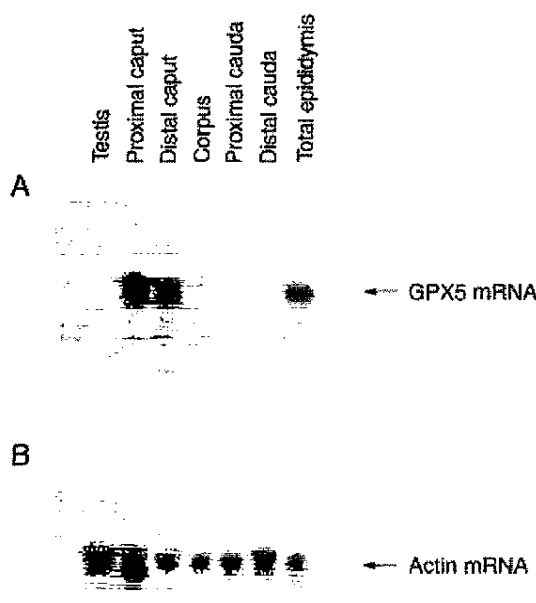 Testis
Proximal caput
Distal caput
Corpus
Proximal cauda
Distal cauda
Total epididymis
A
GPX5 mRNA
B
Actin mRNA